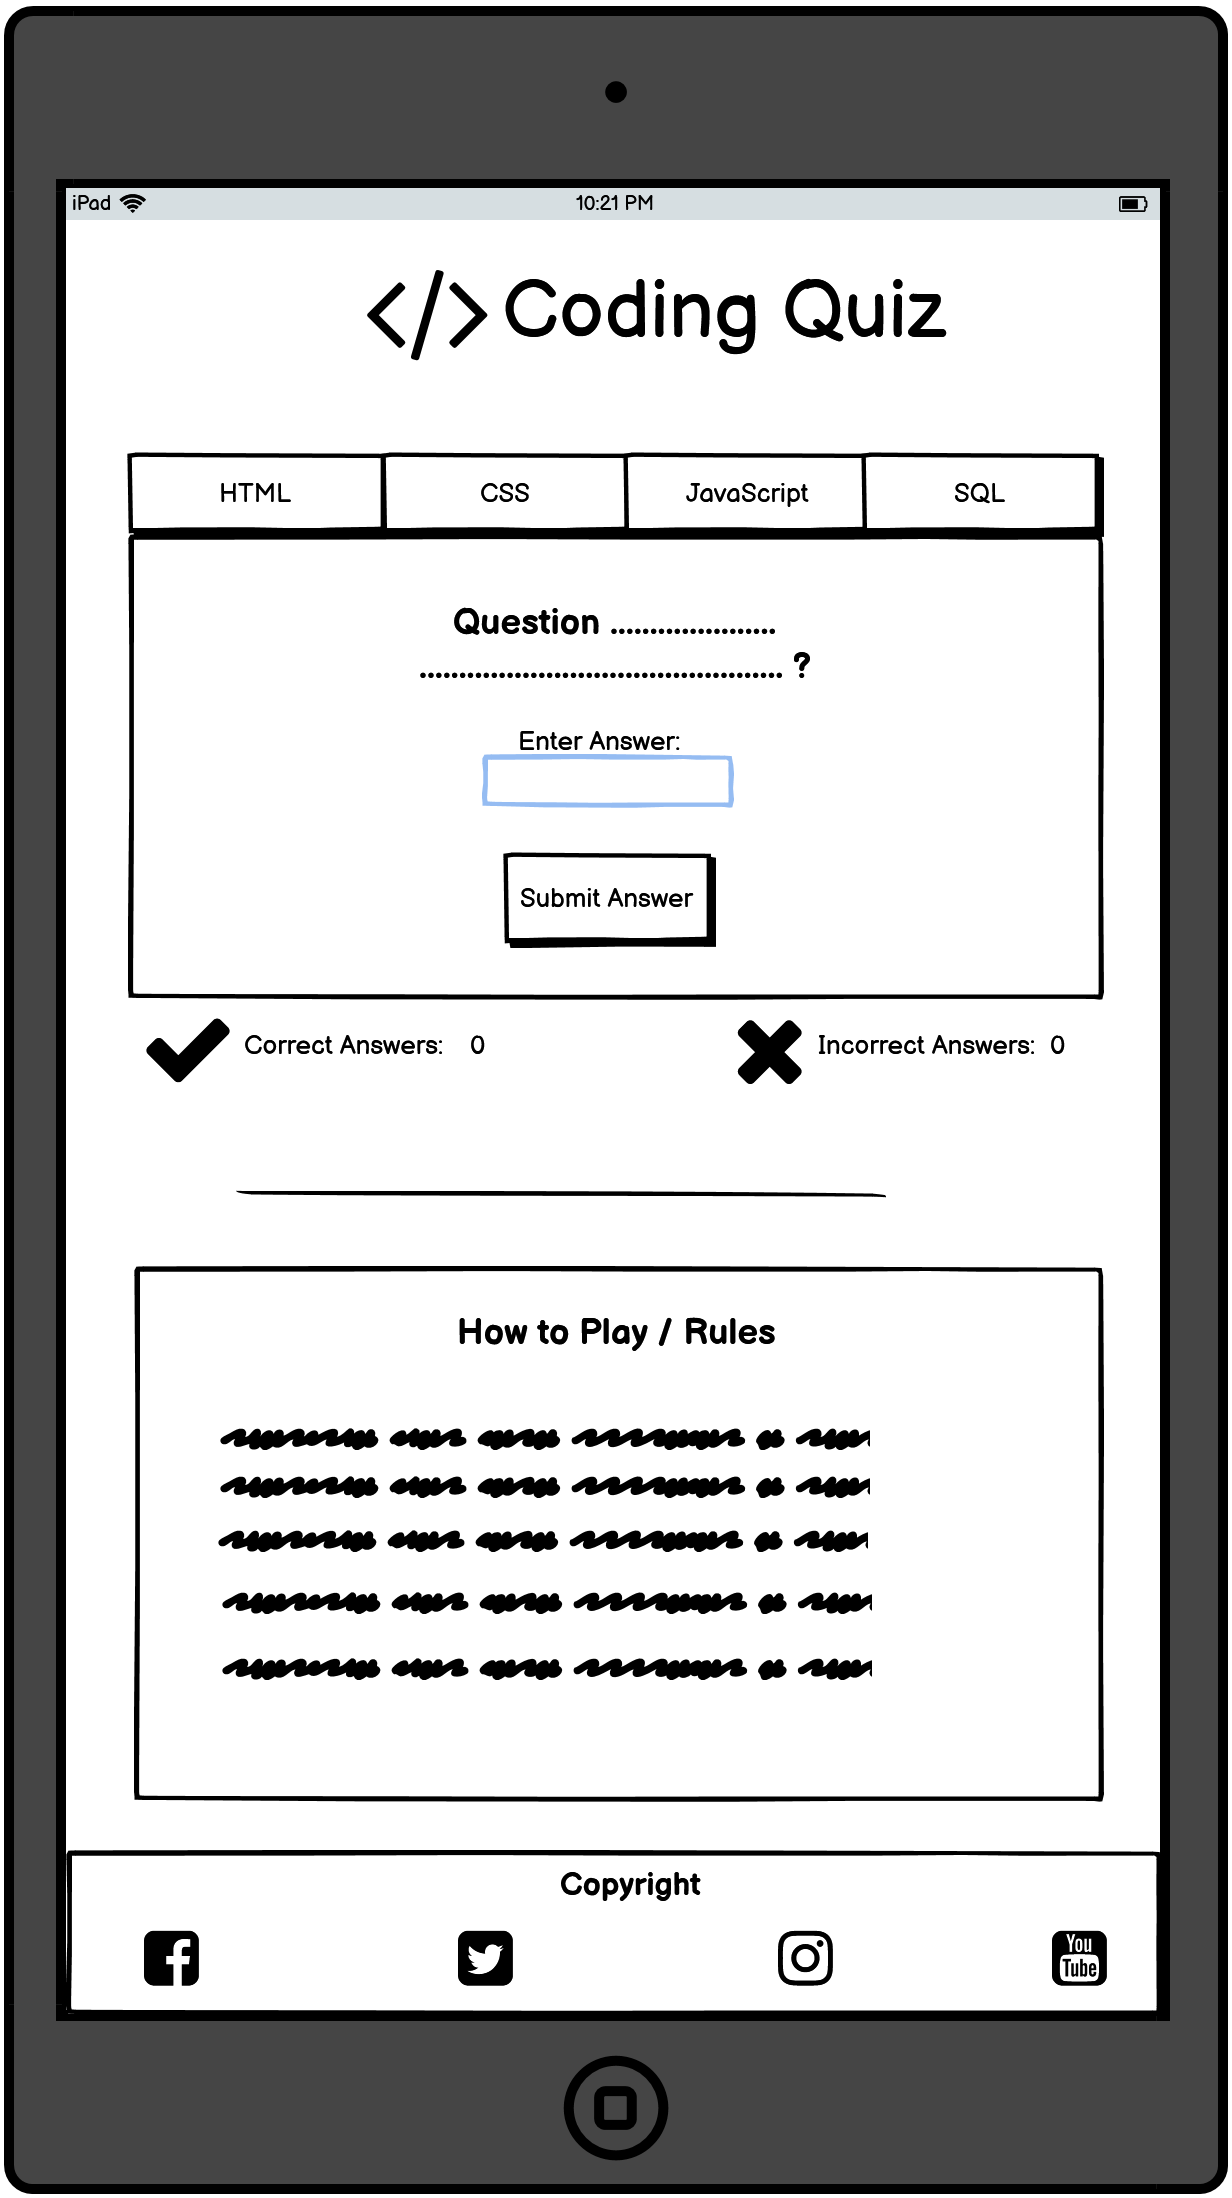 iPad 10:21 PM
</> Coding Quiz
HTML CSS JavaScript SQL
Question .....................
.............................................. ?
Enter Answer:
Submit Answer
Correct Answers: 0 Incorrect Answers: 0
How to Play / Rules
Copyright
You
Tube